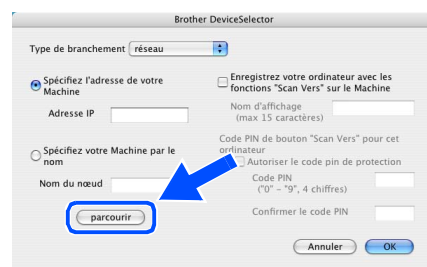 Brother DeviceSelector
Type de branchement réseau
Spécifiez l'adresse de votre
Machine
Adresse IP
Spécifiez votre Machine par le
nom
Nom du nœud
parcourir
Enregistrez votre ordinateur avec les
fonctions "Scan Vers" sur le Machine
Nom d'affichage
(max 15 caractères)
Code PIN de bouton "Scan Vers" pour cet
ordinateur
Autoriser le code pin de protection
Code PIN
("0" – "9", 4 chiffres)
Confirmer le code PIN
Annuler
OK